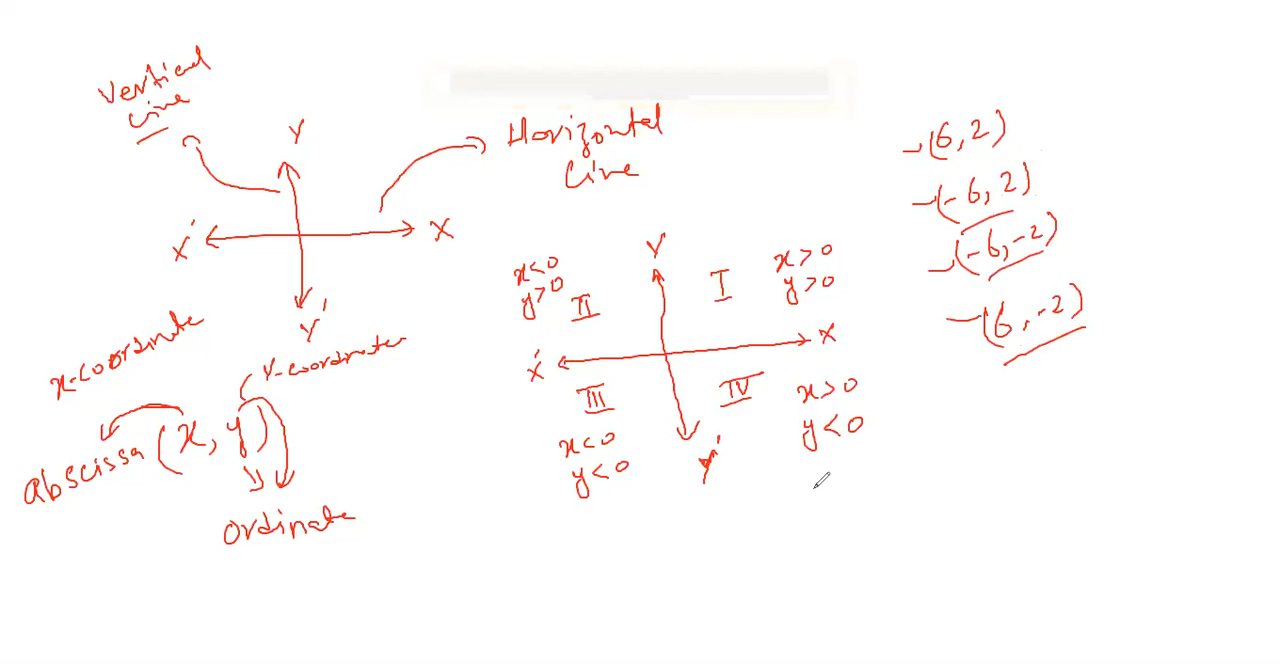 Vertical
Line
Y
Horizontal
Line
X'
X
Y'
x-coordinate
Y-coordinate
(x, y)
Abscissa
Ordinate
Y
x<0
y>0
II
I
x>0
y>0
X'
X
III
IV
x<0
y<0
x>0
y<0
Y'
-(6, 2)
-(-6, 2)
-(-6, -2)
-(6, -2)